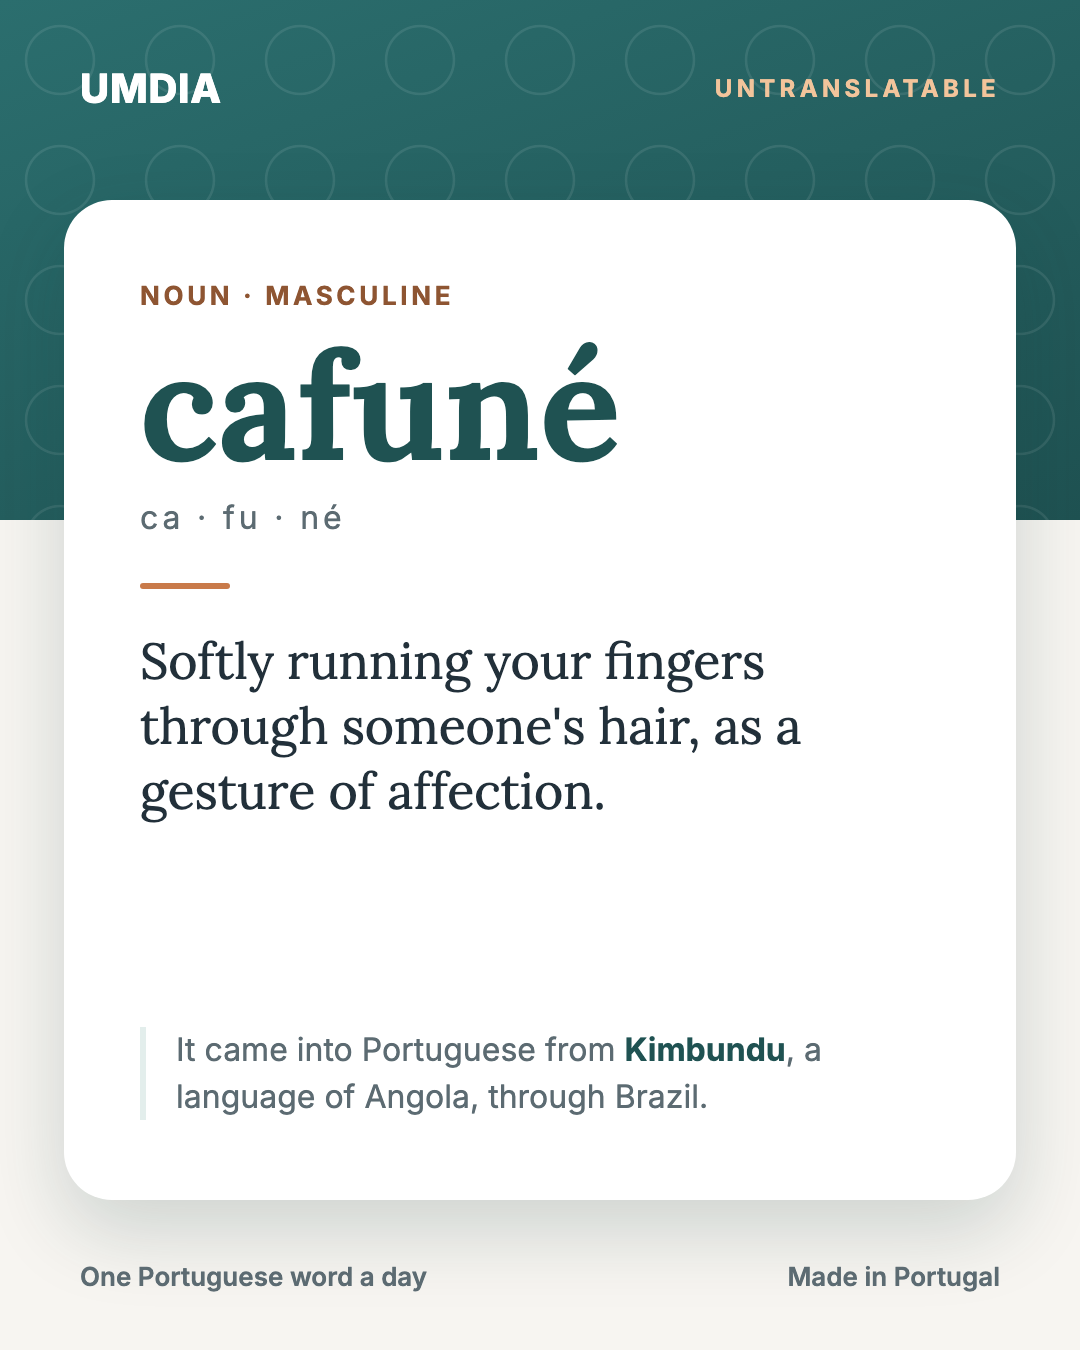 UMDIA
UNTRANSLATABLE
NOUN · MASCULINE
cafuné
ca · fu · né
Softly running your fingers
through someone's hair, as a
gesture of affection.
It came into Portuguese from Kimbundu, a
language of Angola, through Brazil.
One Portuguese word a day
Made in Portugal